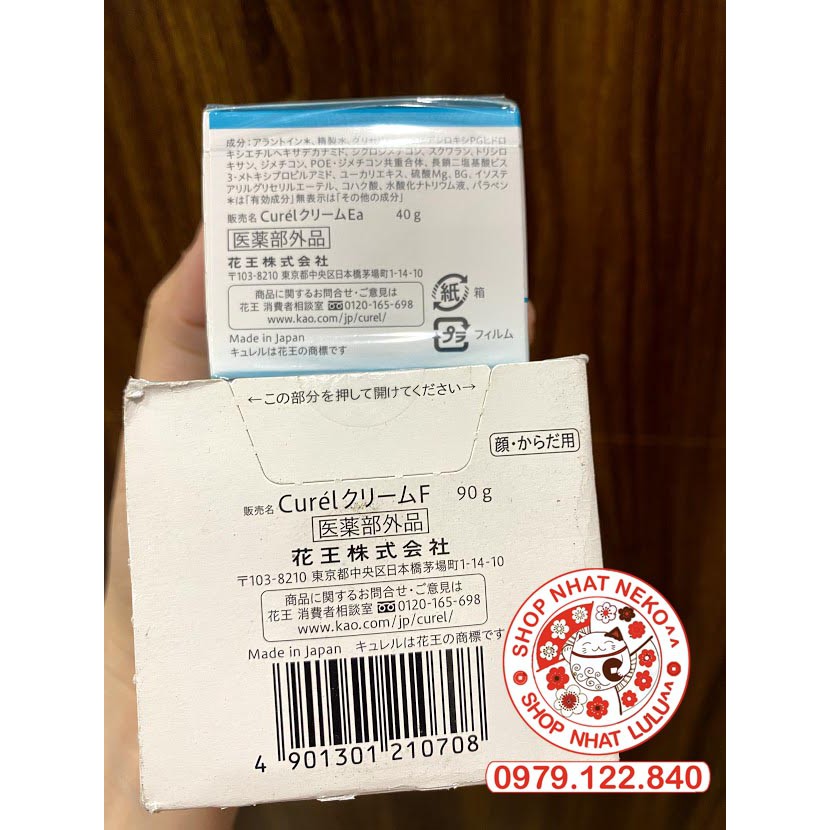 成分：アラントイン＊、精製水、グリセリン
キシエチルヘキサデカナミド、シクロジメチコン、スクワラン、トリシロ
キサン、ジメチコン、POE・ジメチコン共重合体、長鎖二塩基酸ビス
3-メトキシプロピルアミド、ユーカリエキス、硫酸Mg、BG、イソステ
アリルグリセリルエーテル、コハク酸、水酸化ナトリウム液、パラベン
＊は「有効成分」無表示は「その他の成分」
販売名 Curélクリーム Ea 40g
医薬部外品
花王株式会社
〒103-8210 東京都中央区日本橋茅場町1-14-10
商品に関するお問合せ・ご意見は
花王 消費者相談室 0120-165-698
www.kao.com/jp/curel/
紙 箱
プラ フィルム
Made in Japan
キュレルは花王の商標です
←この部分を押して開けてください→
顔・からだ用
販売名 Curélクリーム F 90g
医薬部外品
花王株式会社
〒103-8210 東京都中央区日本橋茅場町1-14-10
商品に関するお問合せ・ご意見は
花王 消費者相談室 0120-165-698
www.kao.com/jp/curel/
Made in Japan キュレルは花王の商標です
4 901301 210708
SHOP NHAT NEKO^^
SHOP NHAT LULU^^
0979.122.840